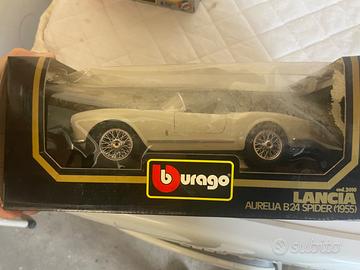 cod. 3010
LANCIA
AURELIA B24 SPIDER (1955)
burago
subito